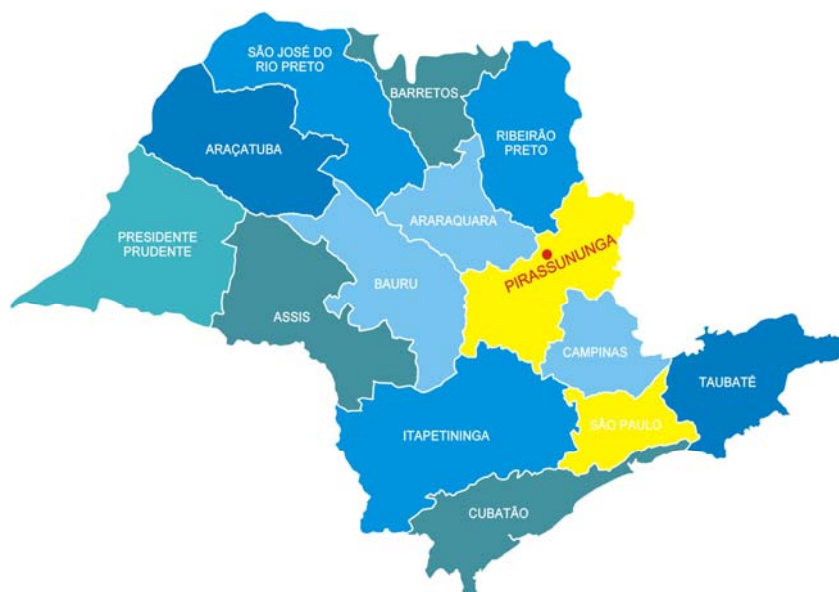 SÃO JOSÉ DO
RIO PRETO
BARRETOS
RIBEIRÃO
PRETO
ARAÇATUBA
ARARAQUARA
PRESIDENTE
PRUDENTE
PIRASSUNUNGA
BAURU
ASSIS
CAMPINAS
TAUBATÉ
SÃO PAULO
ITAPETININGA
CUBATÃO